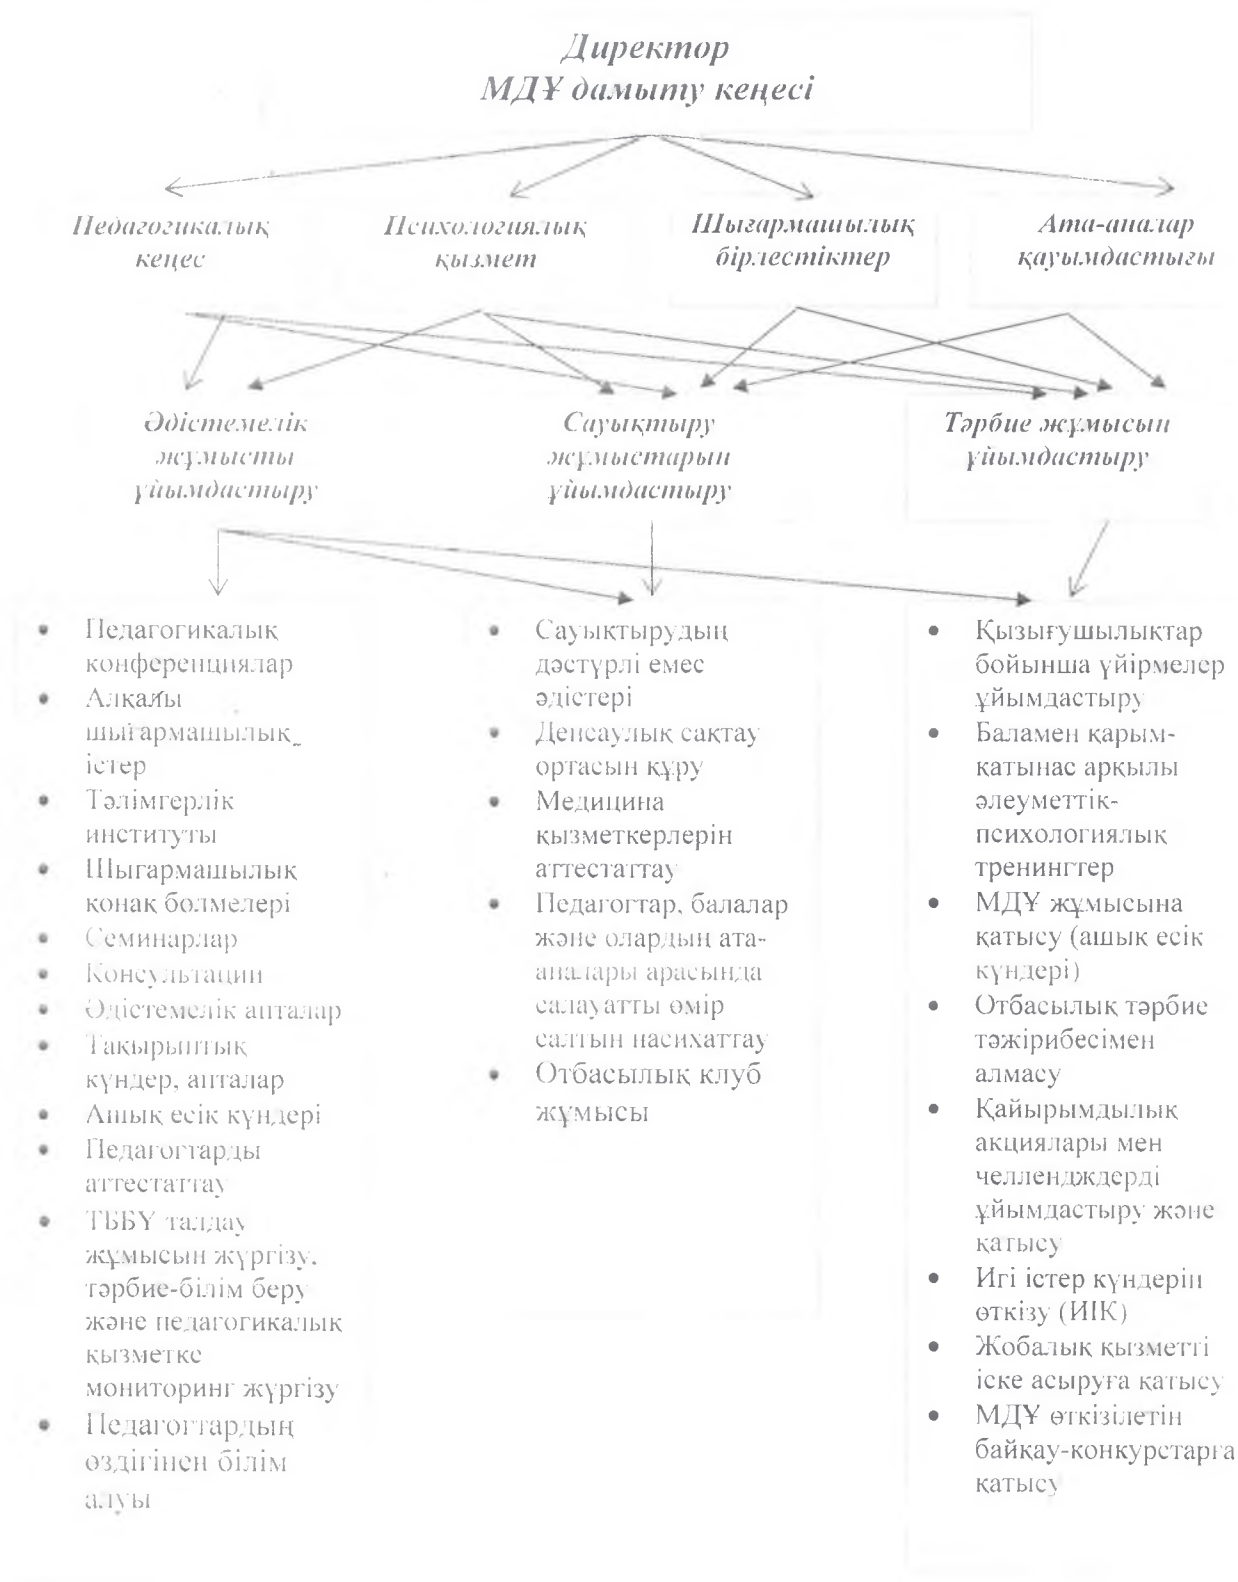 Директор
МДҰ дамыту кеңесі
Педагогикалық
кеңес
Психологиялық
қызмет
Шығармашылық
бірлестіктер
Ата-аналар
қауымдастығы
Әдістемелік
жұмысты
ұйымдастыру
Сауықтыру
жұмыстарын
ұйымдастыру
Тәрбие жұмысын
ұйымдастыру
• Педагогикалық
конференциялар
• Алқалы
шығармашылық
істер
• Тәлімгерлік
институты
• Шығармашылық
қонақ бөлмелері
• Семинарлар
• Консультации
• Әдістемелік апталар
• Тақырыптық
күндер, апталар
• Ашық есік күндері
• Педагогтарды
аттестаттау
• ТББҮ талдау
жұмысын жүргізу,
тәрбие-білім беру
және педагогикалық
қызметке
мониторинг жүргізу
• Педагогтардың
өздігінен білім
алуы
• Сауықтырудың
дәстүрлі емес
әдістері
• Денсаулық сақтау
ортасын құру
• Медицина
қызметкерлерін
аттестаттау
• Педагогтар, балалар
және олардың ата-
аналары арасында
салауатты өмір
салтын насихаттау
• Отбасылық клуб
жұмысы
• Қызығушылықтар
бойынша үйірмелер
ұйымдастыру
• Баламен қарым-
қатынас арқылы
әлеуметтік-
психологиялық
тренингтер
• МДҰ жұмысына
қатысу (ашық есік
күндері)
• Отбасылық тәрбие
тәжірибесімен
алмасу
• Қайырымдылық
акциялары мен
челленджерді
ұйымдастыру және
қатысу
• Игі істер күндерін
өткізу (ИІК)
• Жобалық қызметті
іске асыруға қатысу
• МДҰ өткізілетін
байқау-конкурстарға
қатысу